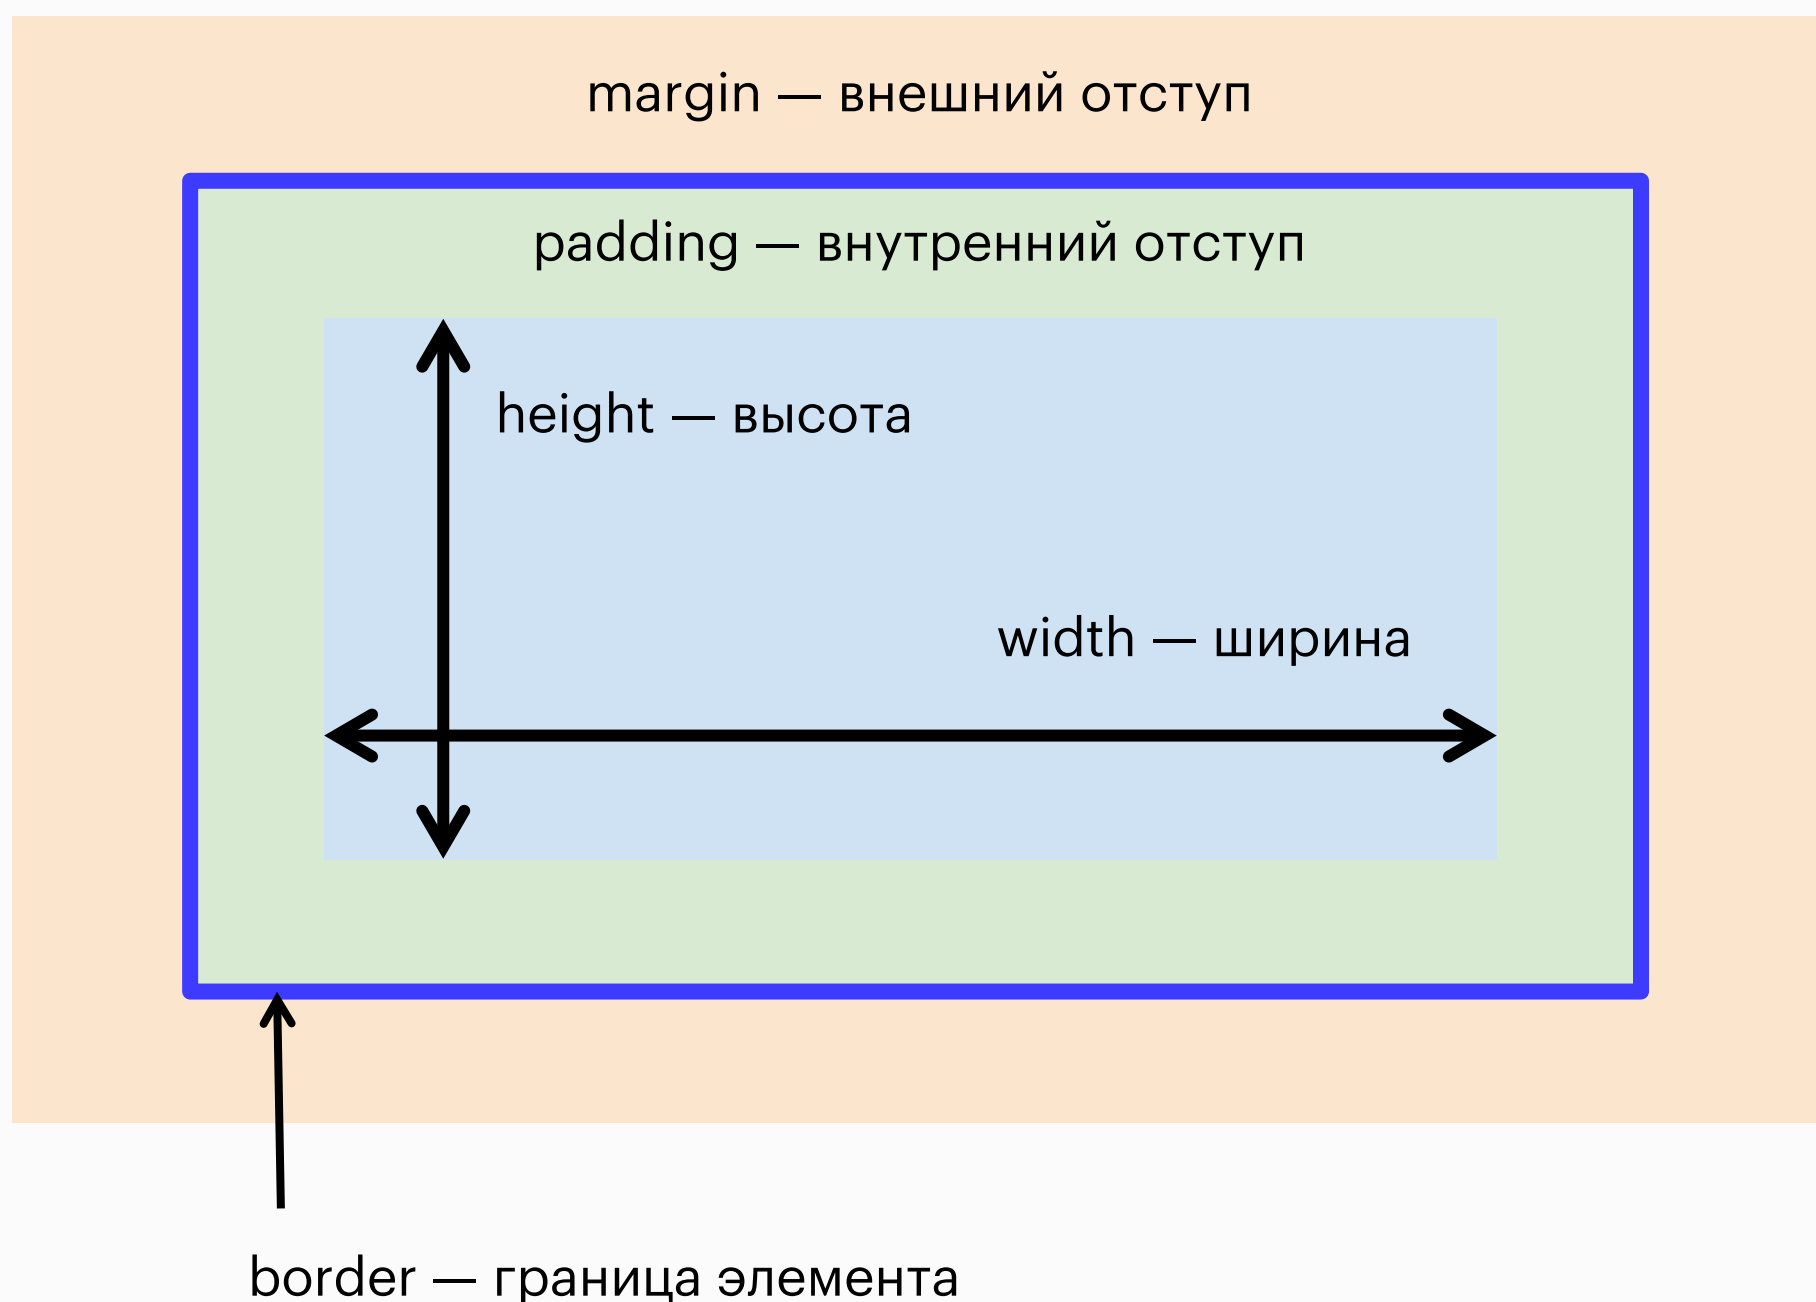 margin — внешний отступ
padding — внутренний отступ
height — высота
width — ширина
border — граница элемента